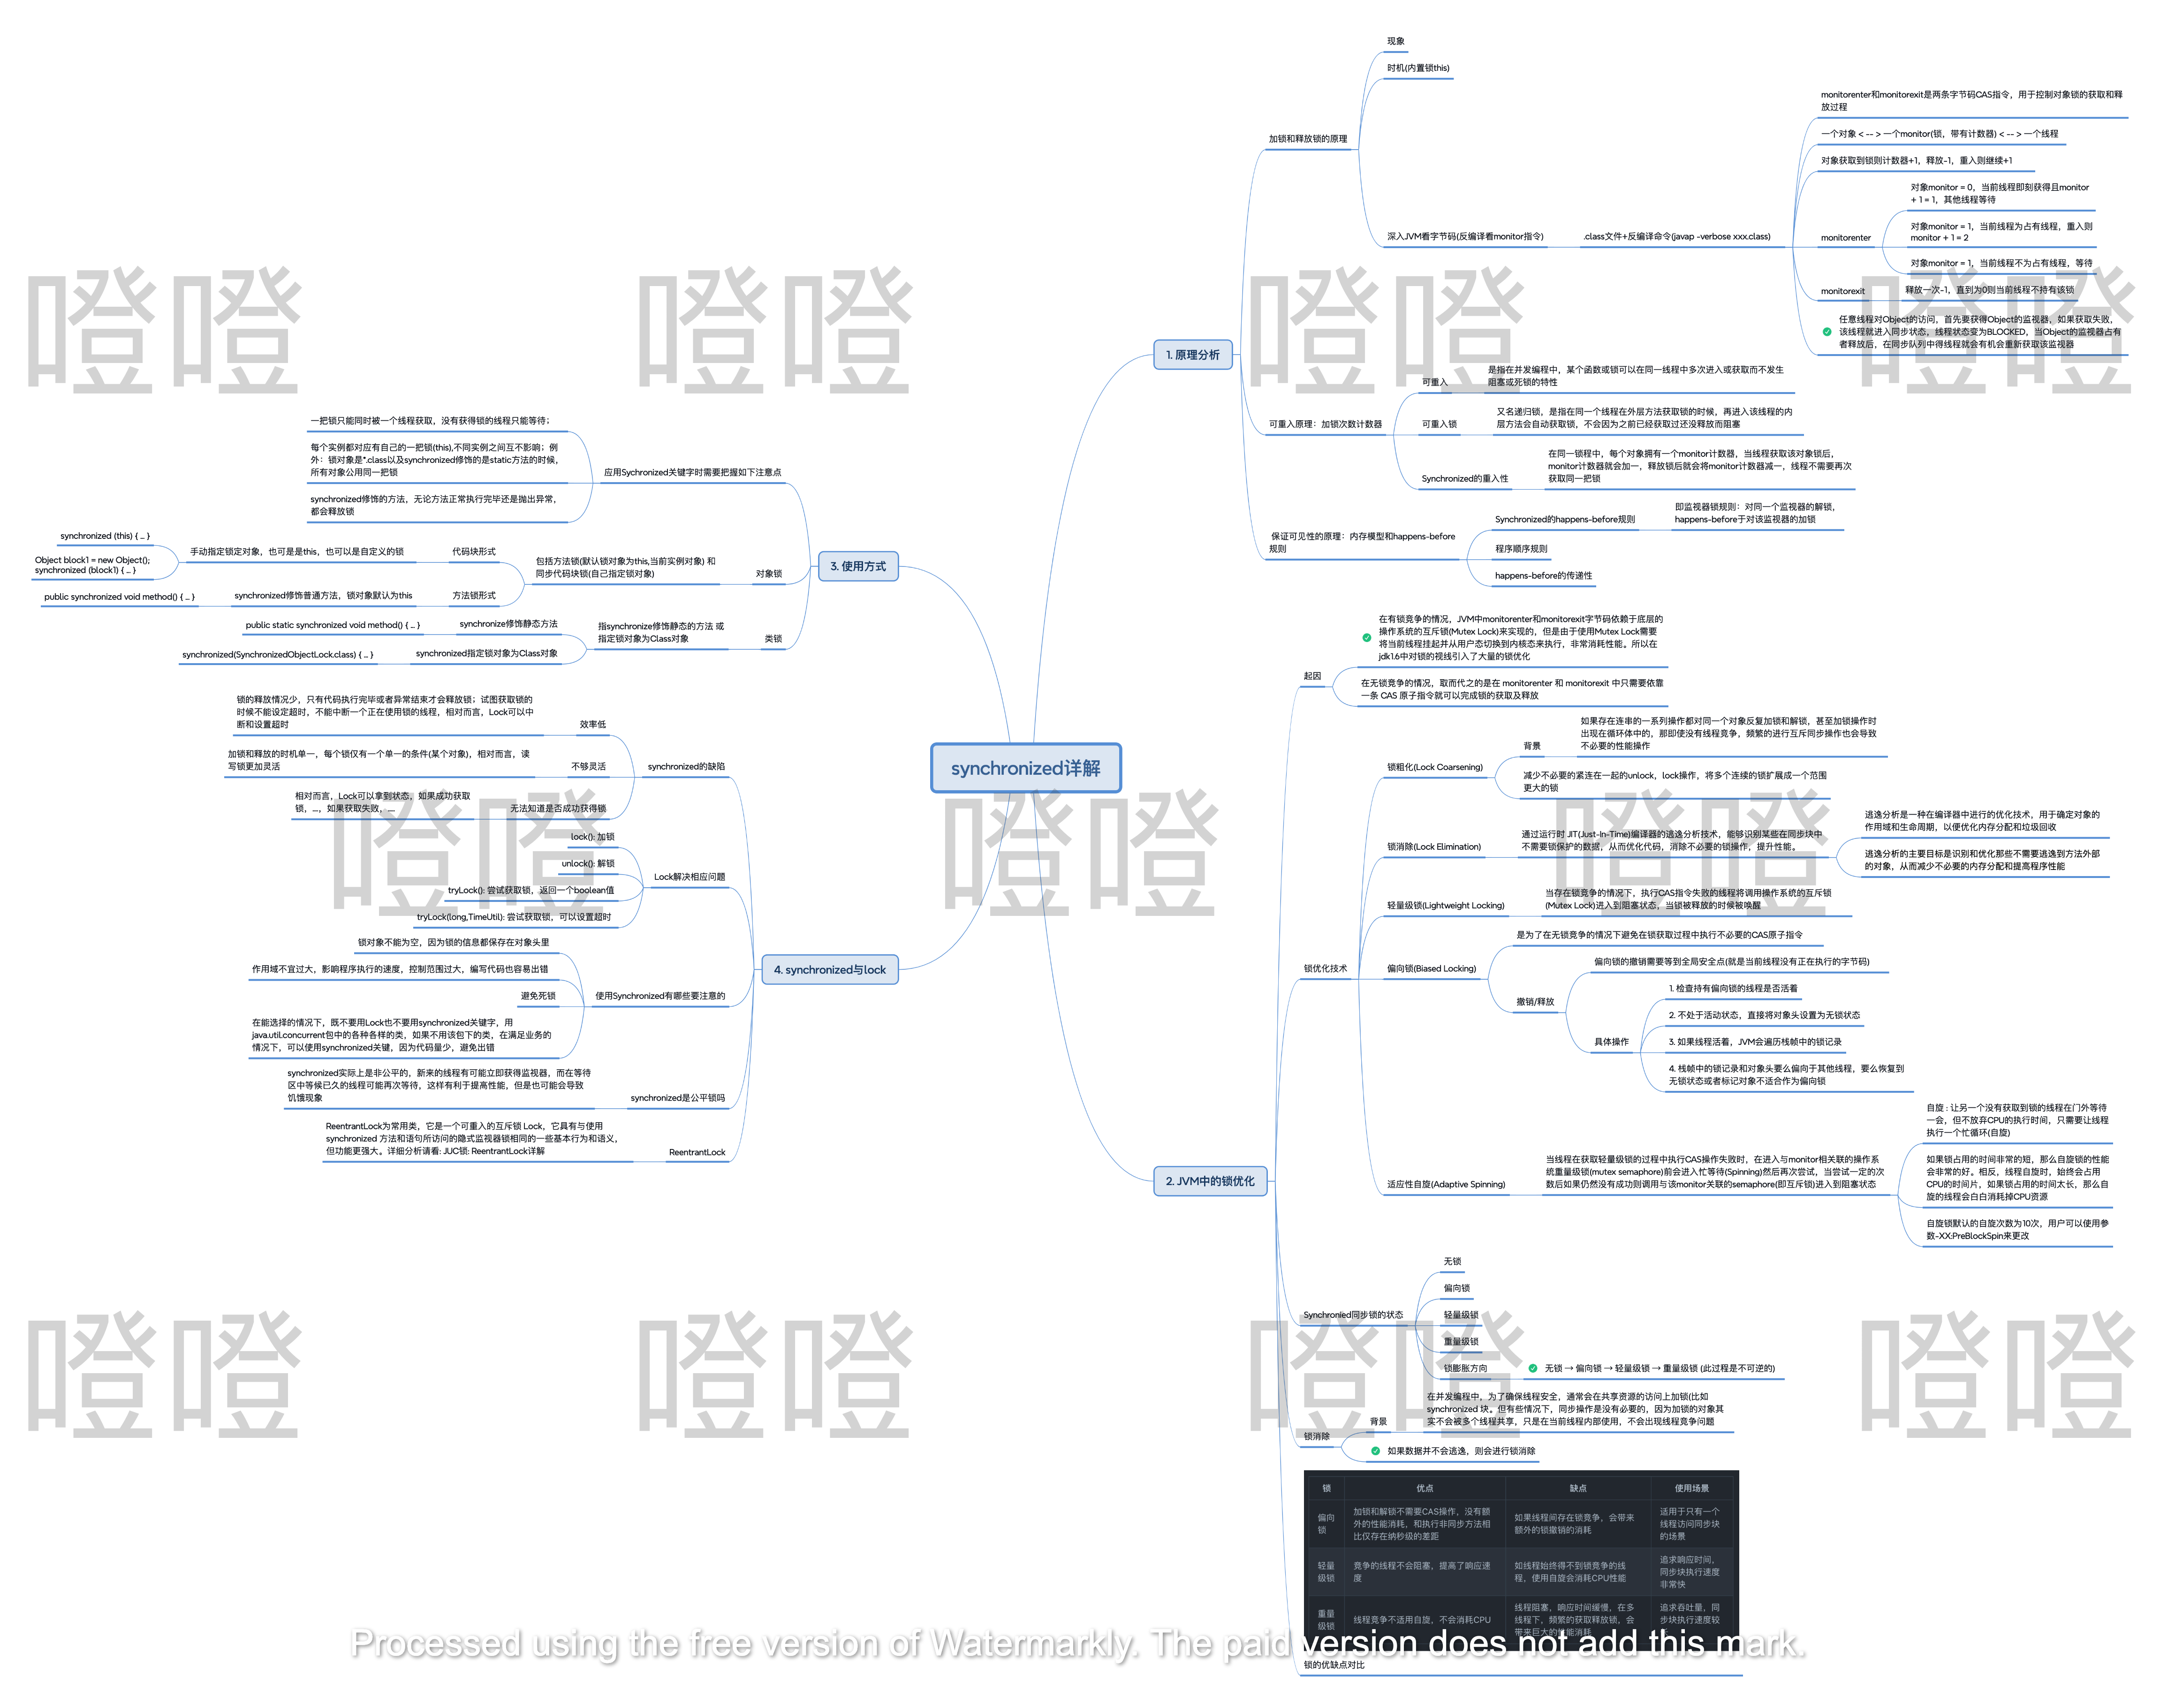 synchronized详解
1. 原理分析
加锁和释放锁的原理
现象
时机(内置锁this)
深入JVM看字节码(反编译看monitor指令)
.class文件+反编译命令(javap -verbose xxx.class)
monitorenter和monitorexit是两条字节码CAS指令，用于控制对象锁的获取和释
放过程
一个对象 < -- > 一个monitor(锁，带有计数器) < -- > 一个线程
对象获取到锁则计数器+1，释放-1，重入则继续+1
monitorenter
对象monitor = 0，当前线程即刻获得且monitor
+ 1 = 1，其他线程等待
对象monitor = 1，当前线程为占有线程，重入则
monitor + 1 = 2
对象monitor = 1，当前线程不为占有线程，等待
monitorexit
释放一次-1，直到为0则当前线程不持有该锁
任意线程对Object的访问，首先要获得Object的监视器，如果获取失败，
该线程就进入同步状态，线程状态变为BLOCKED，当Object的监视器占有
者释放后，在同步队列中得线程就会有机会重新获取该监视器
可重入原理：加锁次数计数器
可重入
是指在并发编程中，某个函数或锁可以在同一线程中多次进入或获取而不发生
阻塞或死锁的特性
可重入锁
又名递归锁，是指在同一个线程在外层方法获取锁的时候，再进入该线程的内
层方法会自动获取锁，不会因为之前已经获取过还没释放而阻塞
Synchronized的重入性
在同一锁程中，每个对象拥有一个monitor计数器，当线程获取该对象锁后，
monitor计数器就会加一，释放锁后就会将monitor计数器减一，线程不需要再次
获取同一把锁
保证可见性的原理：内存模型和happens-before
规则
Synchronized的happens-before规则
即监视器锁规则：对同一个监视器的解锁，
happens-before于对该监视器的加锁
程序顺序规则
happens-before的传递性
2. JVM中的锁优化
起因
在有锁竞争的情况，JVM中monitorenter和monitorexit字节码依赖于底层的
操作系统的互斥锁(Mutex Lock)来实现的，但是由于使用Mutex Lock需要
将当前线程挂起并从用户态切换到内核态来执行，非常消耗性能。所以在
jdk1.6中对锁的视线引入了大量的锁优化
在无锁竞争的情况，取而代之的是在 monitorenter 和 monitorexit 中只需要依靠
一条 CAS 原子指令就可以完成锁的获取及释放
锁优化技术
锁粗化(Lock Coarsening)
背景
如果存在连串的一系列操作都对同一个对象反复加锁和解锁，甚至加锁操作时
出现在循环体中的，那即使没有线程竞争，频繁的进行互斥同步操作也会导致
不必要的性能操作
减少不必要的紧连在一起的unlock，lock操作，将多个连续的锁扩展成一个范围
更大的锁
锁消除(Lock Elimination)
通过运行时 JIT(Just-In-Time)编译器的逃逸分析技术，能够识别某些在同步块中
不需要锁保护的数据，从而优化代码，消除不必要的锁操作，提升性能。
逃逸分析是一种在编译器中进行的优化技术，用于确定对象的
作用域和生命周期，以便优化内存分配和垃圾回收
逃逸分析的主要目标是识别和优化那些不需要逃逸到方法外部
的对象，从而减少不必要的内存分配和提高程序性能
轻量级锁(Lightweight Locking)
当存在锁竞争的情况下，执行CAS指令失败的线程将调用操作系统的互斥锁
(Mutex Lock)进入到阻塞状态，当锁被释放的时候被唤醒
偏向锁(Biased Locking)
是为了在无锁竞争的情况下避免在锁获取过程中执行不必要的CAS原子指令
撤销/释放
偏向锁的撤销需要等到全局安全点(就是当前线程没有正在执行的字节码)
具体操作
1. 检查持有偏向锁的线程是否活着
2. 不处于活动状态，直接将对象头设置为无锁状态
3. 如果线程活着，JVM会遍历栈帧中的锁记录
4. 栈帧中的锁记录和对象头要么偏向于其他线程，要么恢复到
无锁状态或者标记对象不适合作为偏向锁
适应性自旋(Adaptive Spinning)
当线程在获取轻量级锁的过程中执行CAS操作失败时，在进入与monitor相关联的操作系
统重量级锁(mutex semaphore)前会进入忙等待(Spinning)然后再次尝试，当尝试一定的次
数后如果仍然没有成功则调用与该monitor关联的semaphore(即互斥锁)进入到阻塞状态
自旋 : 让另一个没有获取到锁的线程在门外等待
一会，但不放弃CPU的执行时间，只需要让线程
执行一个忙循环(自旋)
如果锁占用的时间非常的短，那么自旋锁的性能
会非常的好。相反，线程自旋时，始终会占用
CPU的时间片，如果锁占用的时间太长，那么自
旋的线程会白白消耗掉CPU资源
自旋锁默认的自旋次数为10次，用户可以使用参
数-XX:PreBlockSpin来更改
Synchronied同步锁的状态
无锁
偏向锁
轻量级锁
重量级锁
锁膨胀方向
无锁 → 偏向锁 → 轻量级锁 → 重量级锁 (此过程是不可逆的)
锁消除
背景
在并发编程中，为了确保线程安全，通常会在共享资源的访问上加锁(比如
synchronized 块。但有些情况下，同步操作是没有必要的，因为加锁的对象其
实不会被多个线程共享，只是在当前线程内部使用，不会出现线程竞争问题
如果数据并不会逃逸，则会进行锁消除
锁 优点 缺点 使用场景
偏向
锁
加锁和解锁不需要CAS操作，没有额
外的性能消耗，和执行非同步方法相
比仅存在纳秒级的差距
如果线程间存在锁竞争，会带来
额外的锁撤销的消耗
适用于只有一个
线程访问同步块
的场景
轻量
级锁
竞争的线程不会阻塞，提高了响应速
度
如线程始终得不到锁竞争的线
程，使用自旋会消耗CPU性能
追求响应时间，
同步块执行速度
非常快
重量
级锁
线程竞争不适用自旋，不会消耗CPU
线程阻塞，响应时间缓慢，在多
线程下，频繁的获取释放锁，会
带来巨大的性能消耗
追求吞吐量，同
步块执行速度较
锁的优缺点对比
3. 使用方式
应用Sychronized关键字时需要把握如下注意点
一把锁只能同时被一个线程获取，没有获得锁的线程只能等待；
每个实例都对应有自己的一把锁(this),不同实例之间互不影响；例
外：锁对象是*.class以及synchronized修饰的是static方法的时候，
所有对象公用同一把锁
synchronized修饰的方法，无论方法正常执行完毕还是抛出异常，
都会释放锁
对象锁
包括方法锁(默认锁对象为this,当前实例对象) 和
同步代码块锁(自己指定锁对象)
代码块形式
手动指定锁定对象，也可是是this，也可以是自定义的锁
synchronized (this) { ... }
Object block1 = new Object();
synchronized (block1) { ... }
方法锁形式
synchronized修饰普通方法，锁对象默认为this
public synchronized void method() { ... }
类锁
指synchronize修饰静态的方法 或
指定锁对象为Class对象
synchronize修饰静态方法
public static synchronized void method() { ... }
synchronized指定锁对象为Class对象
synchronized(SynchronizedObjectLock.class) { ... }
4. synchronized与lock
synchronized的缺陷
效率低
锁的释放情况少，只有代码执行完毕或者异常结束才会释放锁；试图获取锁的
时候不能设定超时，不能中断一个正在使用锁的线程，相对而言，Lock可以中
断和设置超时
不够灵活
加锁和释放的时机单一，每个锁仅有一个单一的条件(某个对象)，相对而言，读
写锁更加灵活
无法知道是否成功获得锁
相对而言，Lock可以拿到状态，如果成功获取
锁，....，如果获取失败，.....
Lock解决相应问题
lock(): 加锁
unlock(): 解锁
tryLock(): 尝试获取锁，返回一个boolean值
tryLock(long,TimeUtil): 尝试获取锁，可以设置超时
使用Synchronized有哪些要注意的
锁对象不能为空，因为锁的信息都保存在对象头里
作用域不宜过大，影响程序执行的速度，控制范围过大，编写代码也容易出错
避免死锁
在能选择的情况下，既不要用Lock也不要用synchronized关键字，用
java.util.concurrent包中的各种各样的类，如果不用该包下的类，在满足业务的
情况下，可以使用synchronized关键，因为代码量少，避免出错
synchronized是公平锁吗
synchronized实际上是非公平的，新来的线程有可能立即获得监视器，而在等待
区中等候已久的线程可能再次等待，这样有利于提高性能，但是也可能会导致
饥饿现象
ReentrantLock
ReentrantLock为常用类，它是一个可重入的互斥锁 Lock，它具有与使用
synchronized 方法和语句所访问的隐式监视器锁相同的一些基本行为和语义，
但功能更强大。详细分析请看: JUC锁: ReentrantLock详解
噔噔
噔噔
噔噔
噔噔
噔噔
噔噔
噔噔
噔噔
噔噔
噔噔
噔噔
Processed using the free version of Watermarkly. The paid version does not add this mark.